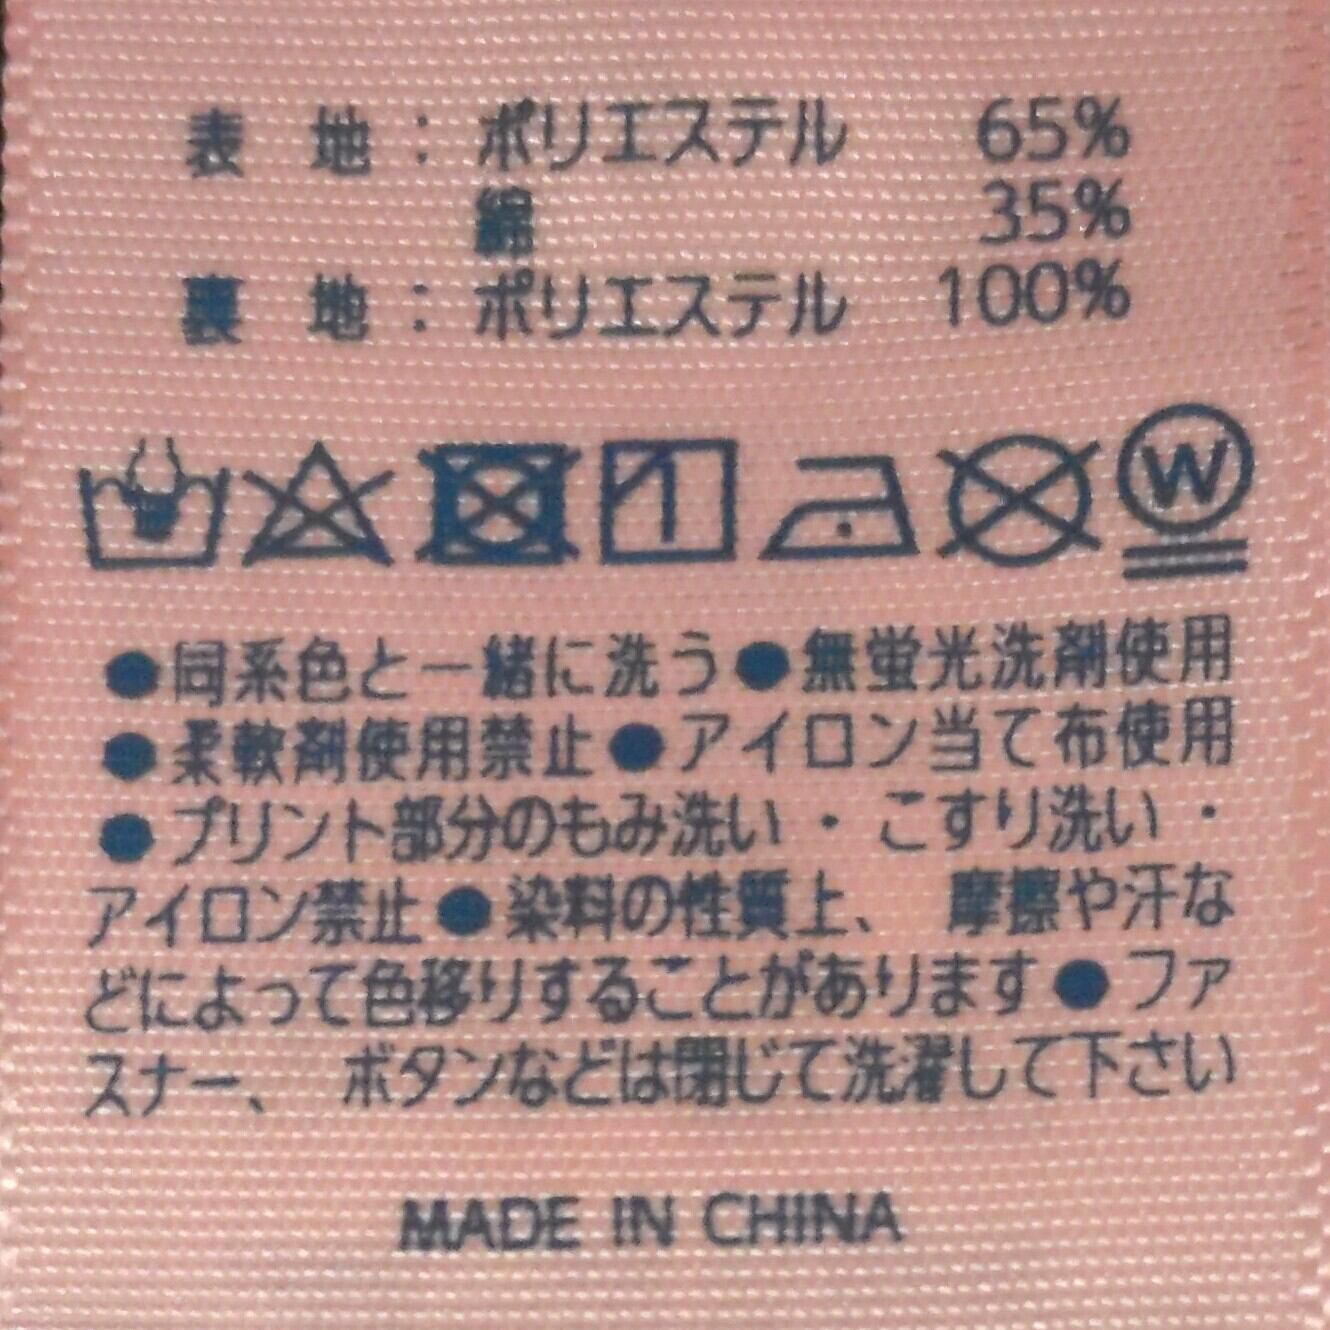 表 地 : ポリエステル 65%
綿 35%
裏 地 : ポリエステル 100%
W
●同系色と一緒に洗う●無蛍光洗剤使用
●柔軟剤使用禁止●アイロン当て布使用
●プリント部分のもみ洗い・こすり洗い・
アイロン禁止●染料の性質上、摩擦や汗な
どによって色移りすることがあります●ファ
スナー、ボタンなどは閉じて洗濯して下さい
MADE IN CHINA